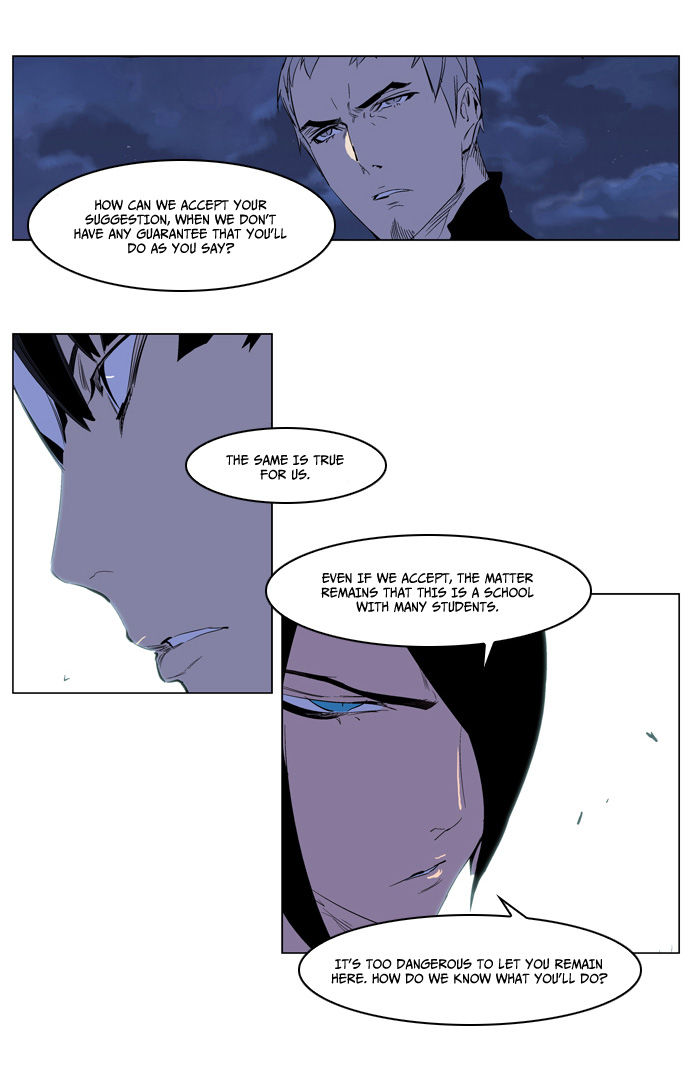 HOW CAN WE ACCEPT YOUR
SUGGESTION, WHEN WE DON'T
HAVE ANY GUARANTEE THAT YOU'LL
DO AS YOU SAY?
THE SAME IS TRUE
FOR US.
EVEN IF WE ACCEPT, THE MATTER
REMAINS THAT THIS IS A SCHOOL
WITH MANY STUDENTS.
IT'S TOO DANGEROUS TO LET YOU REMAIN
HERE. HOW DO WE KNOW WHAT YOU'LL DO?